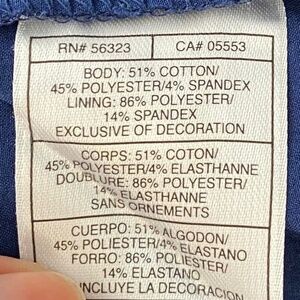 RN# 56323 CA# 05553
BODY: 51% COTTON/
45% POLYESTER/4% SPANDEX
LINING: 86% POLYESTER/
14% SPANDEX
EXCLUSIVE OF DECORATION
CORPS: 51% COTON/
45% POLYESTER/4% ELASTHANNE
DOUBLURE: 86% POLYESTER/
14% ELASTHANNE
SANS ORNEMENTS
CUERPO: 51% ALGODON/
45% POLIESTER/4% ELASTANO
FORRO: 86% POLIESTER/
14% ELASTANO
INCLUYE LA DECORACION